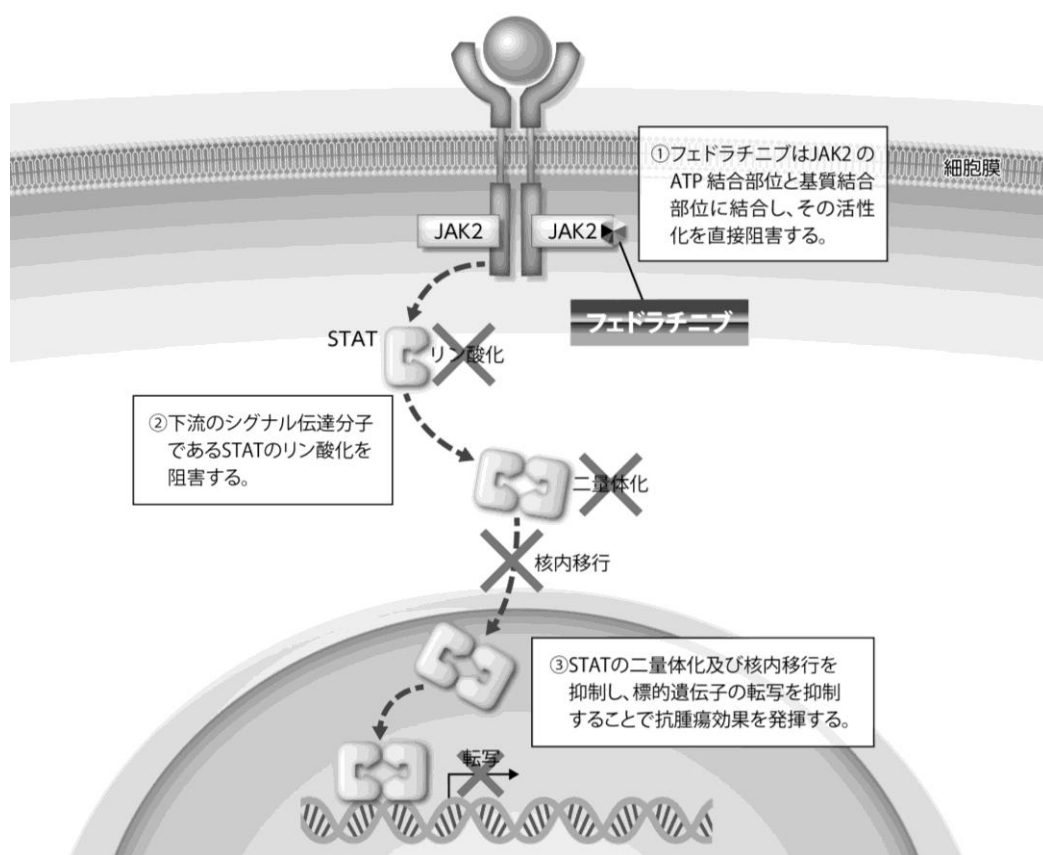 ①フェドラチニブはJAK2 の
ATP 結合部位と基質結合
部位に結合し、その活性
化を直接阻害する。
細胞膜
JAK2
JAK2
フェドラチニブ
STAT
リン酸化
②下流のシグナル伝達分子
であるSTATのリン酸化を
阻害する。
二量体化
核内移行
③STATの二量体化及び核内移行を
抑制し、標的遺伝子の転写を抑制
することで抗腫瘍効果を発揮する。
転写